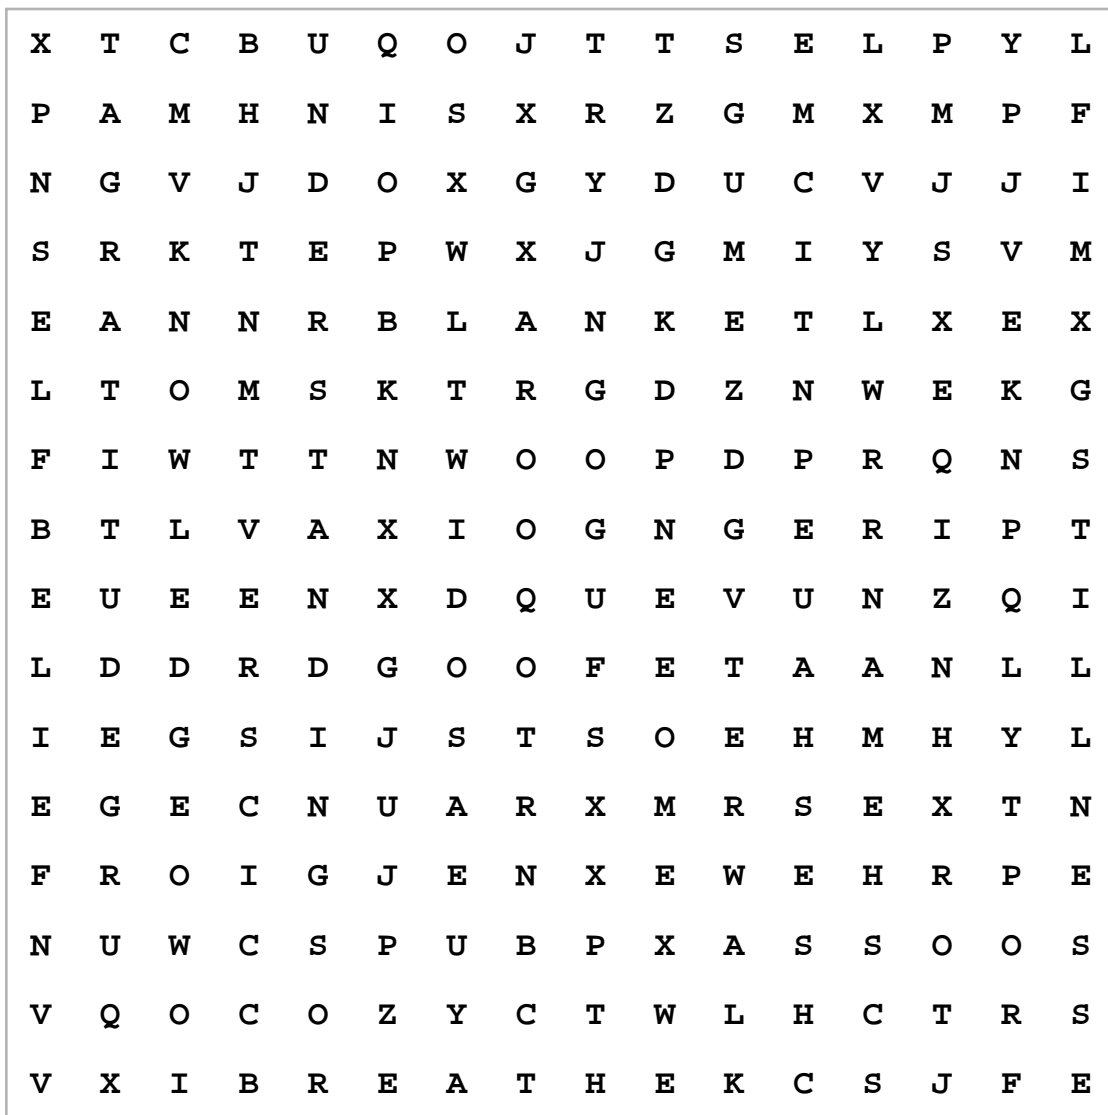 X T C B U Q O J T T S E L P Y L
P A M H N I S X R Z G M X M P F
N G V J D O X G Y D U C V J J I
S R K T E P W X J G M I Y S V M
E A N N R B L A N K E T L X E X
L T O M S K T R G D Z N W E K G
F I W T T N W O O P D P R Q N S
B T L V A X I O G N G E R I P T
E U E E N X D Q U E V U N Z Q I
L D D R D G O O F E T A A N L L
I E G S I J S T S O E H M H Y L
E G E C N U A R X M R S E X T N
F R O I G J E N X E W E H R P E
N U W C S P U B P X A S S O O S
V Q O C O Z Y C T W L H C T R S
V X I B R E A T H E K C S J F E